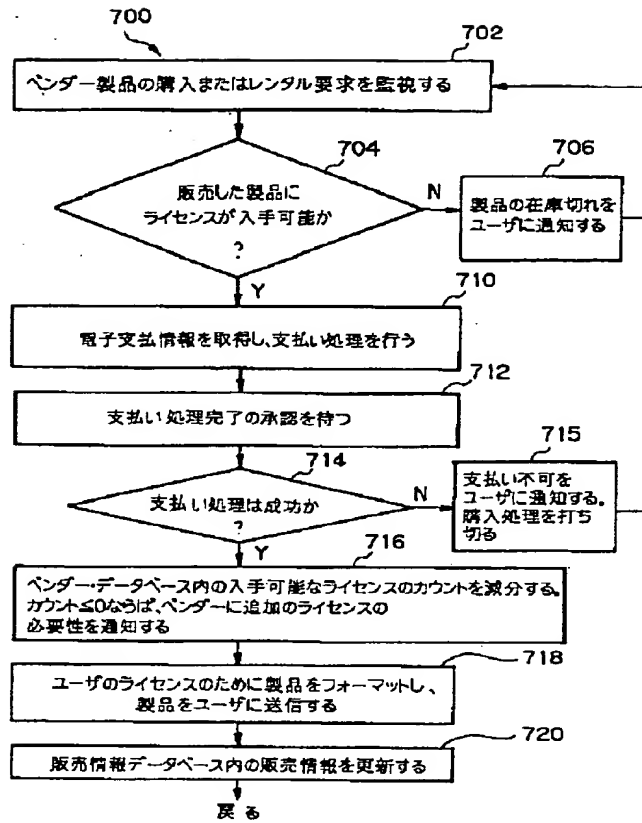 700
702
ベンダー製品の購入またはレンタル要求を監視する
704
販売した製品に
ライセンスが入手可能か
?
N
706
製品の在庫切れを
ユーザに通知する
Y
710
電子支払情報を取得し、支払い処理を行う
712
支払い処理完了の承認を待つ
714
支払い処理は成功か
?
N
715
支払い不可を
ユーザに通知する。
購入処理を打ち
切る
Y
716
ベンダー・データベース内の入手可能なライセンスのカウントを減分する。
カウント≦0ならば、ベンダーに追加のライセンスの
必要性を通知する
718
ユーザのライセンスのために製品をフォーマットし、
製品をユーザに送信する
720
販売情報データベース内の販売情報を更新する
戻る